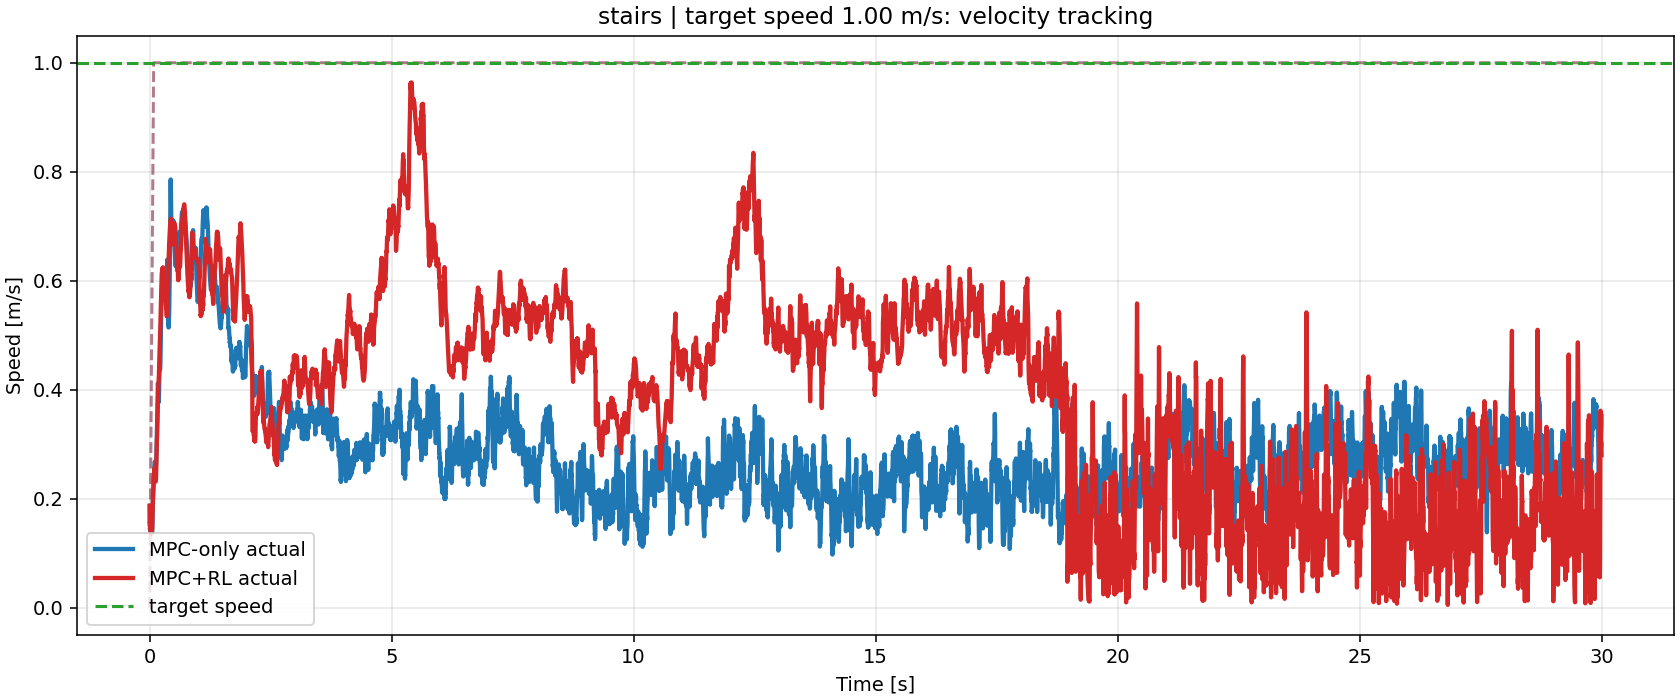 stairs | target speed 1.00 m/s: velocity tracking
Speed [m/s]
1.0
0.8
0.6
0.4
0.2
0.0
MPC-only actual
MPC+RL actual
target speed
0 5 10 15 20 25 30
Time [s]